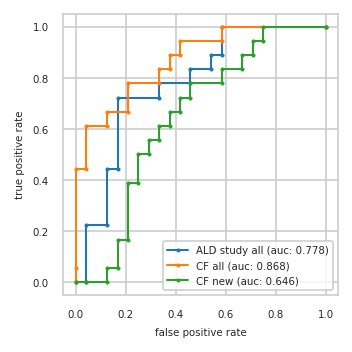 1.0
0.8
0.6
0.4
0.2
0.0
true positive rate
ALD study all (auc: 0.778)
CF all (auc: 0.868)
CF new (auc: 0.646)
0.0 0.2 0.4 0.6 0.8 1.0
false positive rate